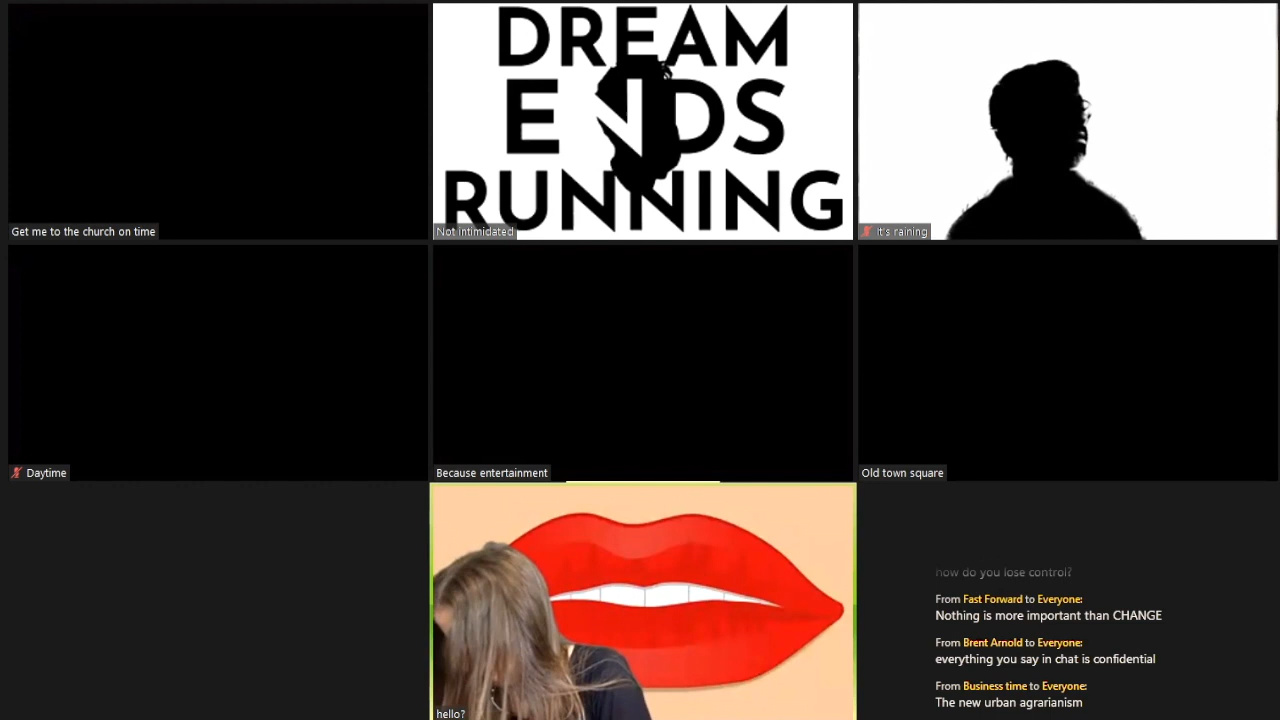 Get me to the church on time
DREAM
ENDS
RUNNING
Not intimidated
It's raining
Daytime
Because entertainment
Old town square
hello?
how do you lose control?
From Fast Forward to Everyone:
Nothing is more important than CHANGE
From Brent Arnold to Everyone:
everything you say in chat is confidential
From Business time to Everyone:
The new urban agrarianism